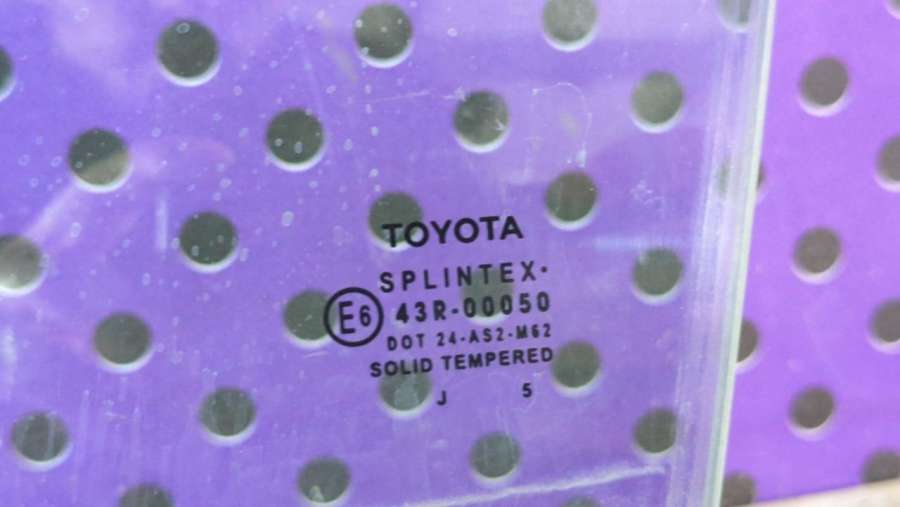 TOYOTA
SPLINTEX·
E6 43R-00050
DOT 24-AS2-M62
SOLID TEMPERED
J 5